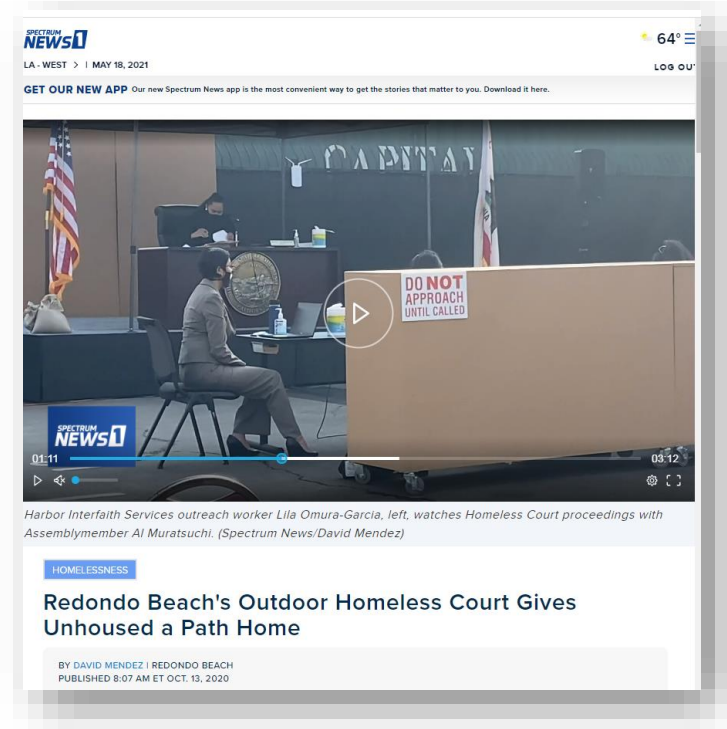 SPECTRUM
NEWS1
64°
LA - WEST > | MAY 18, 2021
LOG OU
GET OUR NEW APP Our new Spectrum News app is the most convenient way to get the stories that matter to you. Download it here.
CAPITAL
DO NOT
APPROACH
UNTIL CALLED
SPECTRUM
NEWS1
01:11
03:12
Harbor Interfaith Services outreach worker Lila Omura-Garcia, left, watches Homeless Court proceedings with
Assemblymember Al Muratsuchi. (Spectrum News/David Mendez)
HOMELESSNESS
Redondo Beach's Outdoor Homeless Court Gives
Unhoused a Path Home
BY DAVID MENDEZ | REDONDO BEACH
PUBLISHED 8:07 AM ET OCT. 13, 2020